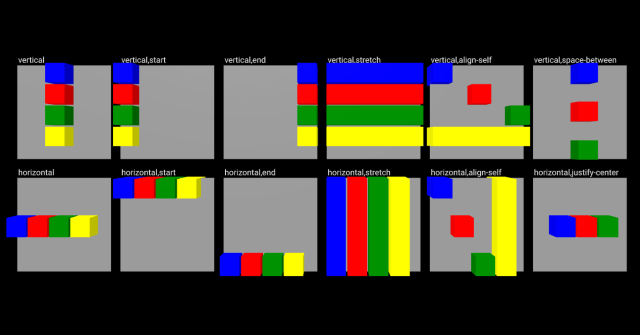 vertical
vertical,start
vertical,end
vertical,stretch
vertical,align-self
vertical,space-between
horizontal
horizontal,start
horizontal,end
horizontal,stretch
horizontal,align-self
horizontal,justify-center